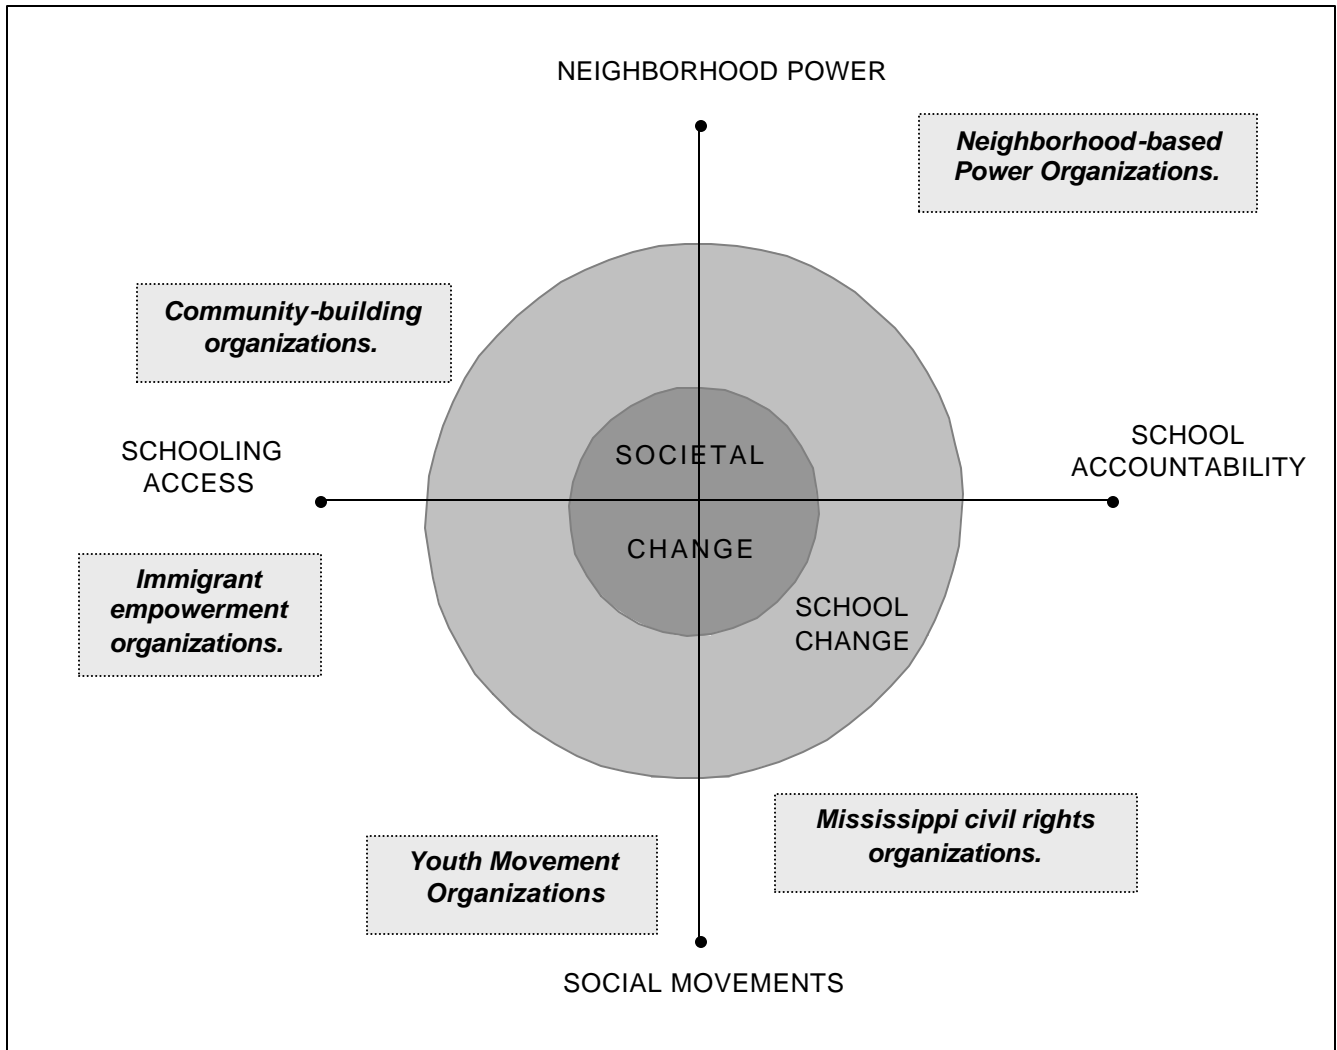 NEIGHBORHOOD POWER
Neighborhood-based
Power Organizations.
Community-building
organizations.
SCHOOLING
ACCESS
SOCIETAL
CHANGE
SCHOOL
ACCOUNTABILITY
Immigrant
empowerment
organizations.
SCHOOL
CHANGE
Mississippi civil rights
organizations.
Youth Movement
Organizations
SOCIAL MOVEMENTS